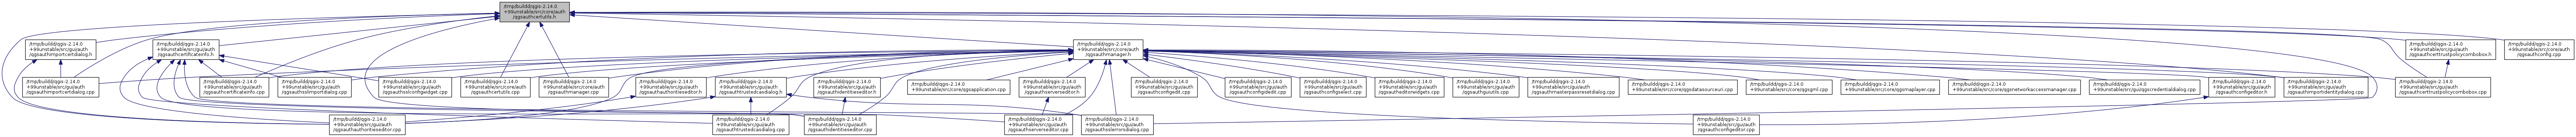 /tmp/buildd/qgis-2.14.0
+99unstable/src/core/auth
/qgsauthcertutils.h
/tmp/buildd/qgis-2.14.0
+99unstable/src/gui/auth
/qgsauthimportcertdialog.h
/tmp/buildd/qgis-2.14.0
+99unstable/src/gui/auth
/qgsauthcertificateinfo.h
/tmp/buildd/qgis-2.14.0
+99unstable/src/core/auth
/qgsauthmanager.h
/tmp/buildd/qgis-2.14.0
+99unstable/src/gui/auth
/qgsauthcerttrustpolicycombobox.h
/tmp/buildd/qgis-2.14.0
+99unstable/src/core/auth
/qgsauthconfig.cpp
/tmp/buildd/qgis-2.14.0
+99unstable/src/gui/auth
/qgsauthimportcertdialog.cpp
/tmp/buildd/qgis-2.14.0
+99unstable/src/gui/auth
/qgsauthcertificateinfo.cpp
/tmp/buildd/qgis-2.14.0
+99unstable/src/gui/auth
/qgsauthsslimportdialog.cpp
/tmp/buildd/qgis-2.14.0
+99unstable/src/gui/auth
/qgsauthsslconfigwidget.cpp
/tmp/buildd/qgis-2.14.0
+99unstable/src/core/auth
/qgsauthcertutils.cpp
/tmp/buildd/qgis-2.14.0
+99unstable/src/core/auth
/qgsauthmanager.cpp
/tmp/buildd/qgis-2.14.0
+99unstable/src/gui/auth
/qgsauthauthoritieseditor.h
/tmp/buildd/qgis-2.14.0
+99unstable/src/gui/auth
/qgsauthtrustedcasdialog.h
/tmp/buildd/qgis-2.14.0
+99unstable/src/gui/auth
/qgsauthidentitieseditor.h
/tmp/buildd/qgis-2.14.0
+99unstable/src/core/qgsapplication.cpp
/tmp/buildd/qgis-2.14.0
+99unstable/src/gui/auth
/qgsauthserverseditor.h
/tmp/buildd/qgis-2.14.0
+99unstable/src/gui/auth
/qgsauthconfigedit.cpp
/tmp/buildd/qgis-2.14.0
+99unstable/src/gui/auth
/qgsauthconfigidedit.cpp
/tmp/buildd/qgis-2.14.0
+99unstable/src/gui/auth
/qgsauthconfigselect.cpp
/tmp/buildd/qgis-2.14.0
+99unstable/src/gui/auth
/qgsautheditorwidgets.cpp
/tmp/buildd/qgis-2.14.0
+99unstable/src/gui/auth
/qgsauthguiutils.cpp
/tmp/buildd/qgis-2.14.0
+99unstable/src/gui/auth
/qgsauthmasterpassresetdialog.cpp
/tmp/buildd/qgis-2.14.0
+99unstable/src/core/qgsdatasourceuri.cpp
/tmp/buildd/qgis-2.14.0
+99unstable/src/core/qgsgml.cpp
/tmp/buildd/qgis-2.14.0
+99unstable/src/core/qgsmaplayer.cpp
/tmp/buildd/qgis-2.14.0
+99unstable/src/core/qgsnetworkaccessmanager.cpp
/tmp/buildd/qgis-2.14.0
+99unstable/src/gui/qgscredentialdialog.cpp
/tmp/buildd/qgis-2.14.0
+99unstable/src/gui/auth
/qgsauthconfigeditor.h
/tmp/buildd/qgis-2.14.0
+99unstable/src/gui/auth
/qgsauthimportidentitydialog.cpp
/tmp/buildd/qgis-2.14.0
+99unstable/src/gui/auth
/qgsauthcerttrustpolicycombobox.cpp
/tmp/buildd/qgis-2.14.0
+99unstable/src/gui/auth
/qgsauthauthoritieseditor.cpp
/tmp/buildd/qgis-2.14.0
+99unstable/src/gui/auth
/qgsauthtrustedcasdialog.cpp
/tmp/buildd/qgis-2.14.0
+99unstable/src/gui/auth
/qgsauthidentitieseditor.cpp
/tmp/buildd/qgis-2.14.0
+99unstable/src/gui/auth
/qgsauthserverseditor.cpp
/tmp/buildd/qgis-2.14.0
+99unstable/src/gui/auth
/qgsauthsslerrorsdialog.cpp
/tmp/buildd/qgis-2.14.0
+99unstable/src/gui/auth
/qgsauthconfigeditor.cpp